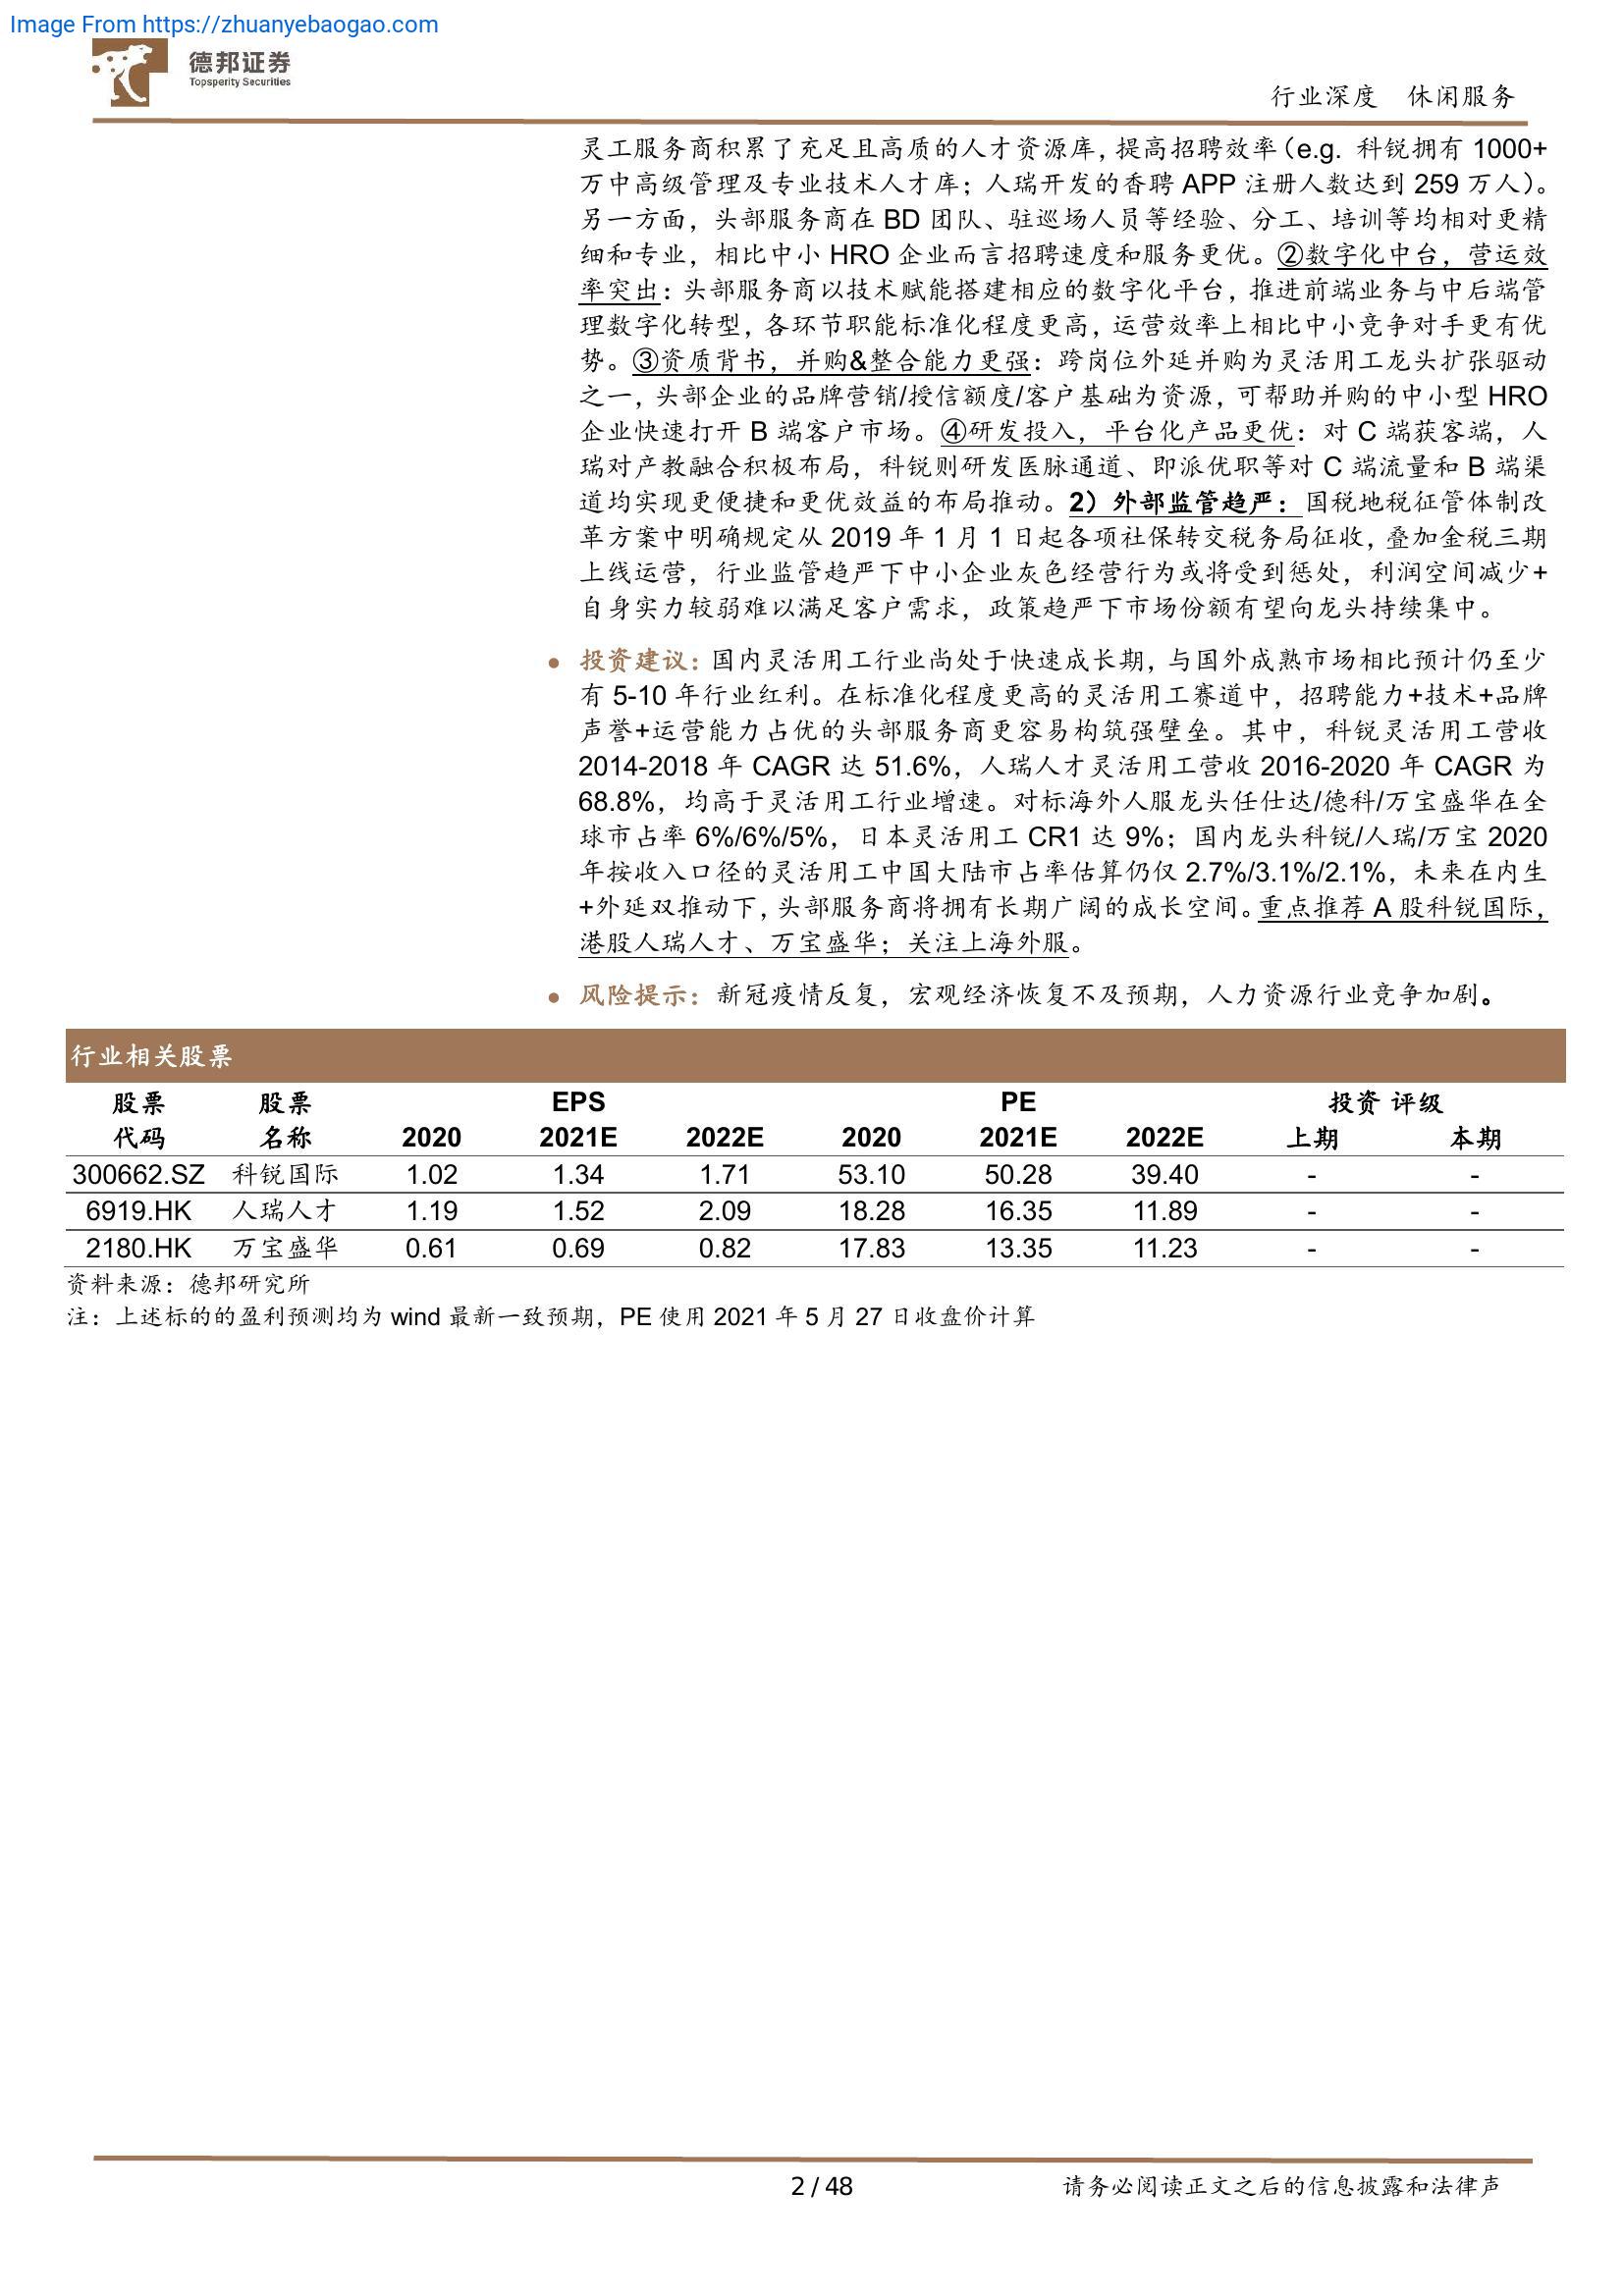 Image From https://zhuanyebaogao.com
德邦证券
Topsperity Securities
行业深度 休闲服务
灵工服务商积累了充足且高质的人才资源库，提高招聘效率（e.g. 科锐拥有 1000+
万中高级管理及专业技术人才库；人瑞开发的香聘 APP 注册人数达到 259 万人）。
另一方面，头部服务商在 BD 团队、驻巡场人员等经验、分工、培训等均相对更精
细和专业，相比中小 HRO 企业而言招聘速度和服务更优。②数字化中台，营运效
率突出：头部服务商以技术赋能搭建相应的数字化平台，推进前端业务与中后端管
理数字化转型，各环节职能标准化程度更高，运营效率上相比中小竞争对手更有优
势。③资质背书，并购&整合能力更强：跨岗位外延并购为灵活用工龙头扩张驱动
之一，头部企业的品牌营销/授信额度/客户基础为资源，可帮助并购的中小型 HRO
企业快速打开 B 端客户市场。④研发投入，平台化产品更优：对 C 端获客端，人
瑞对产教融合积极布局，科锐则研发医脉通道、即派优职等对 C 端流量和 B 端渠
道均实现更便捷和更优效益的布局推动。2）外部监管趋严：国税地税征管体制改
革方案中明确规定从 2019 年 1 月 1 日起各项社保转交税务局征收，叠加金税三期
上线运营，行业监管趋严下中小企业灰色经营行为或将受到惩处，利润空间减少+
自身实力较弱难以满足客户需求，政策趋严下市场份额有望向龙头持续集中。
● 投资建议：国内灵活用工行业尚处于快速成长期，与国外成熟市场相比预计仍至少
有 5-10 年行业红利。在标准化程度更高的灵活用工赛道中，招聘能力+技术+品牌
声誉+运营能力占优的头部服务商更容易构筑强壁垒。其中，科锐灵活用工营收
2014-2018 年 CAGR 达 51.6%，人瑞人才灵活用工营收 2016-2020 年 CAGR 为
68.8%，均高于灵活用工行业增速。对标海外人服龙头任仕达/德科/万宝盛华在全
球市占率 6%/6%/5%，日本灵活用工 CR1 达 9%；国内龙头科锐/人瑞/万宝 2020
年按收入口径的灵活用工中国大陆市占率估算仍仅 2.7%/3.1%/2.1%，未来在内生
+外延双推动下，头部服务商将拥有长期广阔的成长空间。重点推荐 A 股科锐国际，
港股人瑞人才、万宝盛华；关注上海外服。
● 风险提示：新冠疫情反复，宏观经济恢复不及预期，人力资源行业竞争加剧。
行业相关股票
股票 股票 EPS PE 投资 评级
代码 名称 2020 2021E 2022E 2020 2021E 2022E 上期 本期
300662.SZ 科锐国际 1.02 1.34 1.71 53.10 50.28 39.40 - -
6919.HK 人瑞人才 1.19 1.52 2.09 18.28 16.35 11.89 - -
2180.HK 万宝盛华 0.61 0.69 0.82 17.83 13.35 11.23 - -
资料来源：德邦研究所
注：上述标的的盈利预测均为 wind 最新一致预期，PE 使用 2021 年 5 月 27 日收盘价计算
2 / 48 请务必阅读正文之后的信息披露和法律声